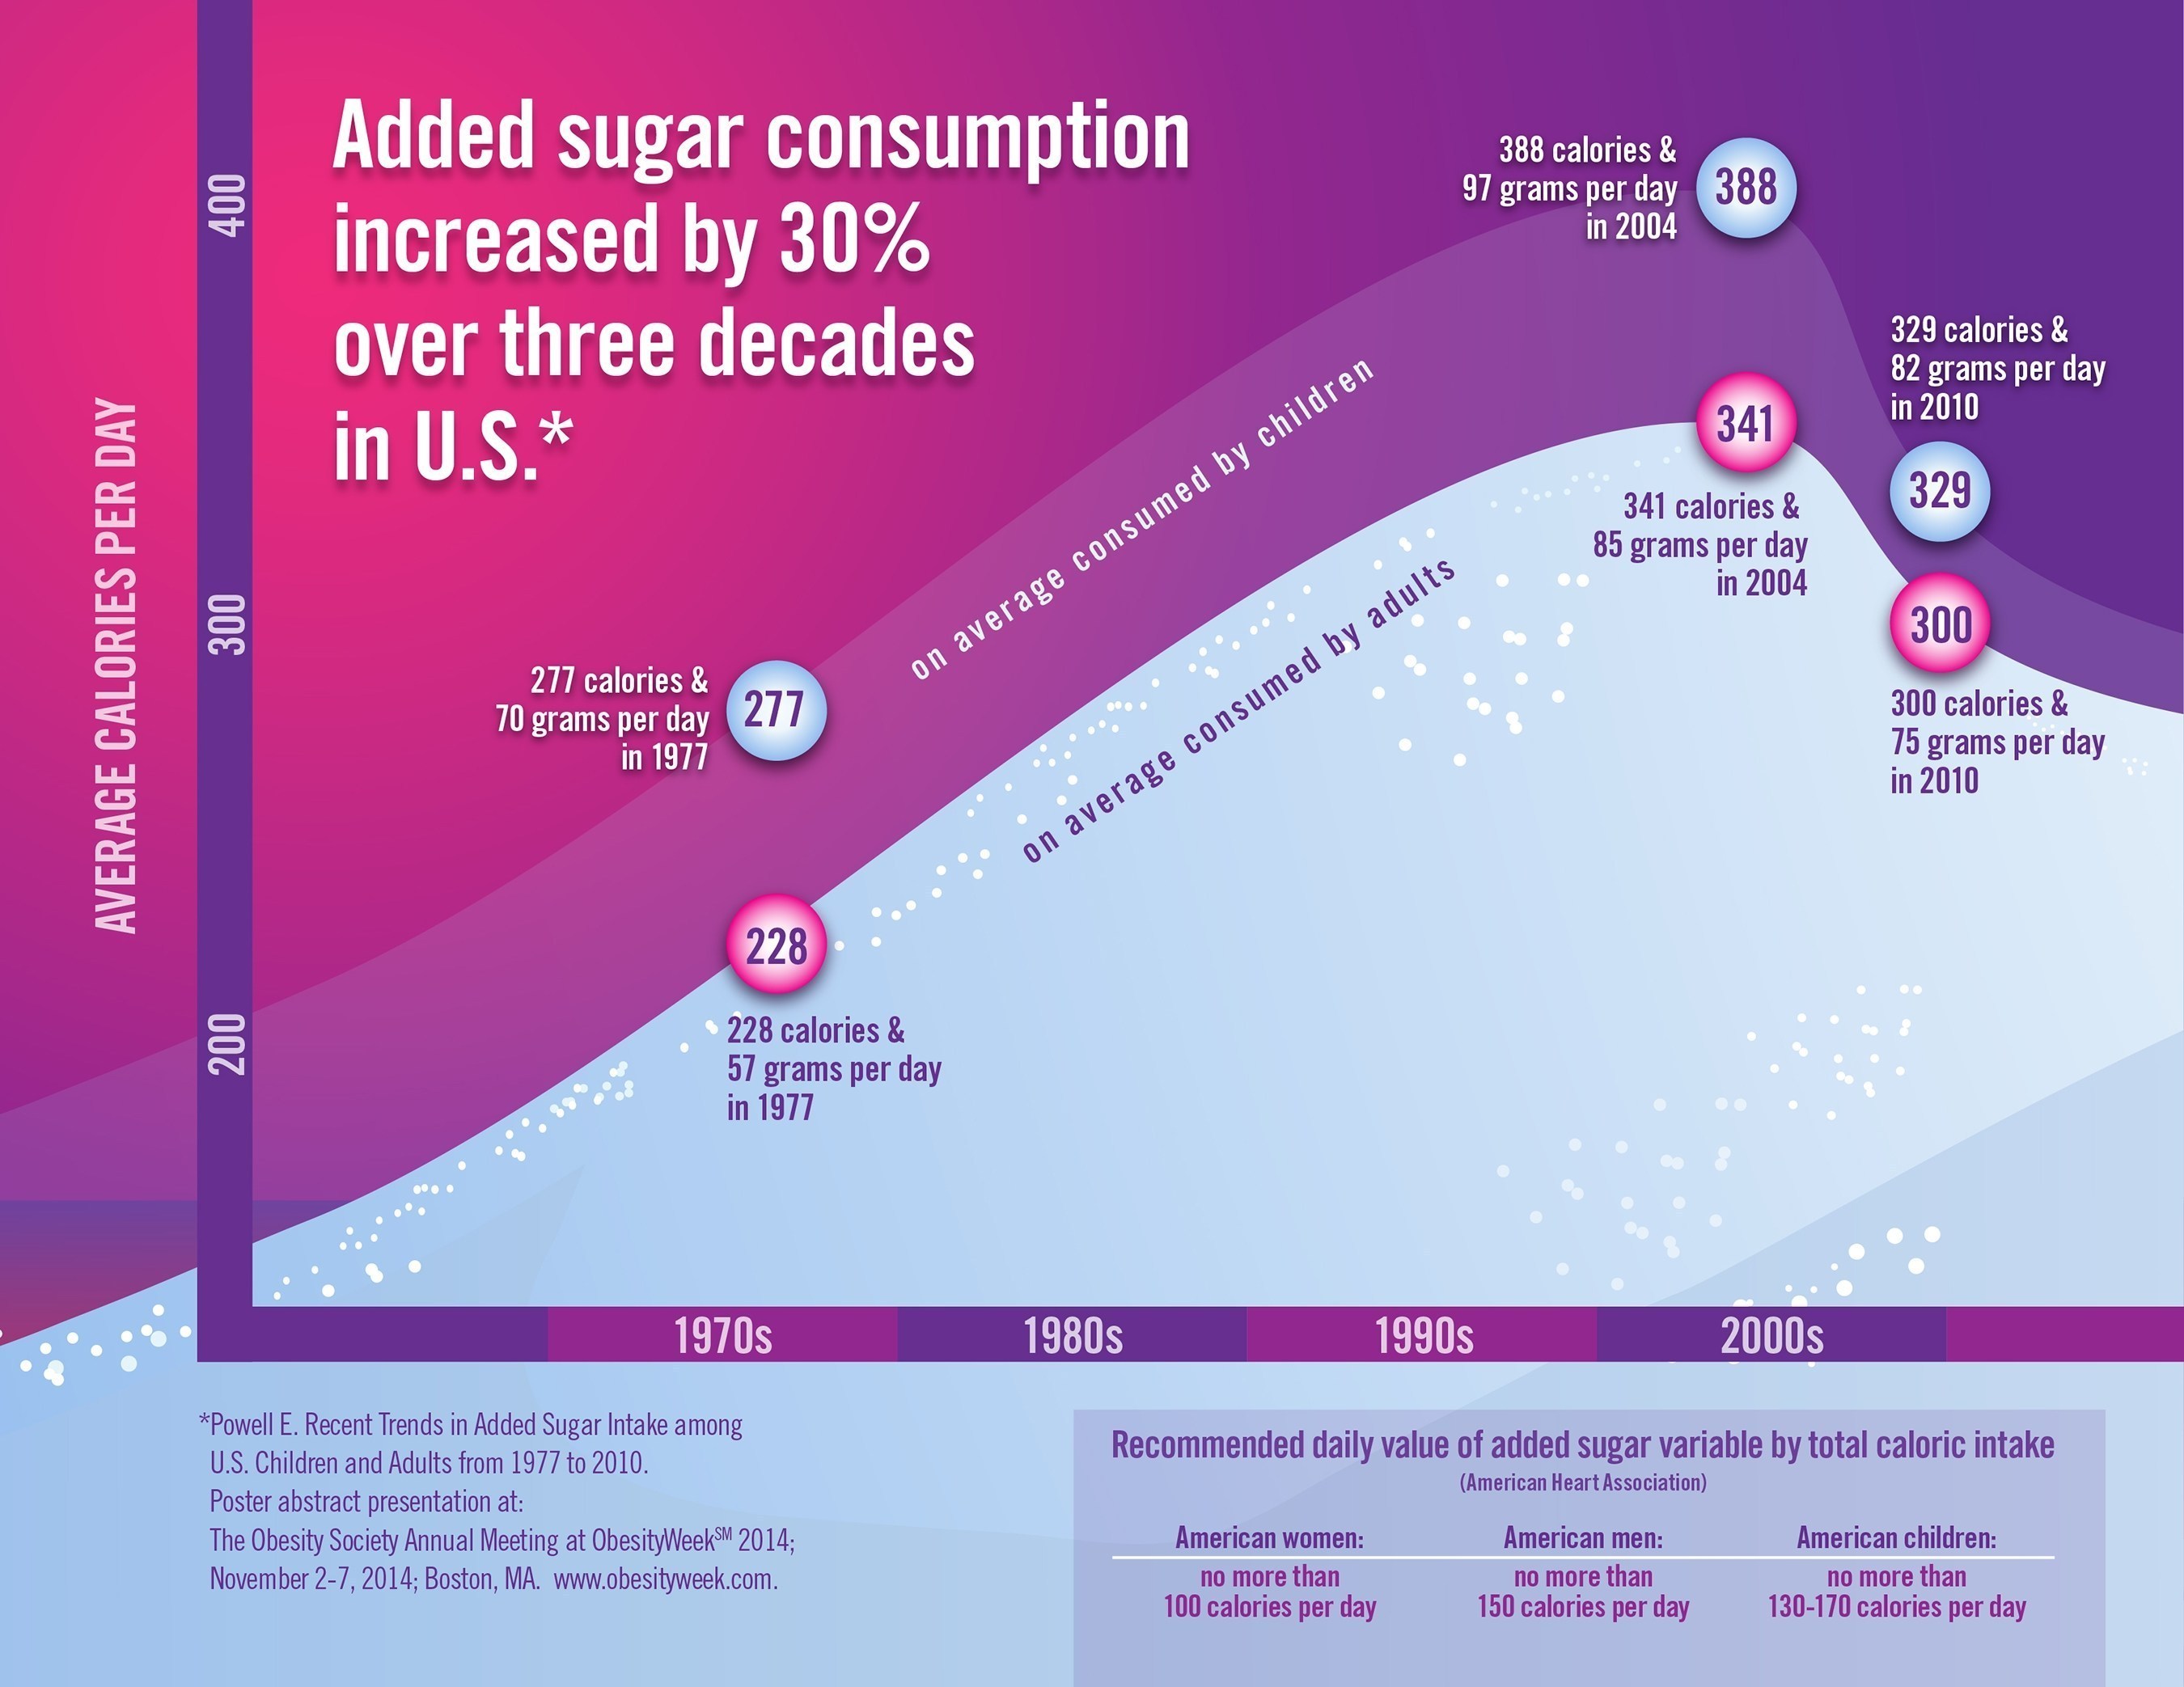 Added sugar consumption
increased by 30%
over three decades
in U.S.*
AVERAGE CALORIES PER DAY
400
300
200
388 calories &
97 grams per day
in 2004
388
329 calories &
82 grams per day
in 2010
329
341
341 calories &
85 grams per day
in 2004
300
300 calories &
75 grams per day
in 2010
on average consumed by children
on average consumed by adults
277 calories &
70 grams per day
in 1977
277
228
228 calories &
57 grams per day
in 1977
1970s
1980s
1990s
2000s
*Powell E. Recent Trends in Added Sugar Intake among
U.S. Children and Adults from 1977 to 2010.
Poster abstract presentation at:
The Obesity Society Annual Meeting at ObesityWeek℠ 2014;
November 2-7, 2014; Boston, MA. www.obesityweek.com.
Recommended daily value of added sugar variable by total caloric intake
(American Heart Association)
American women:
no more than
100 calories per day
American men:
no more than
150 calories per day
American children:
no more than
130-170 calories per day